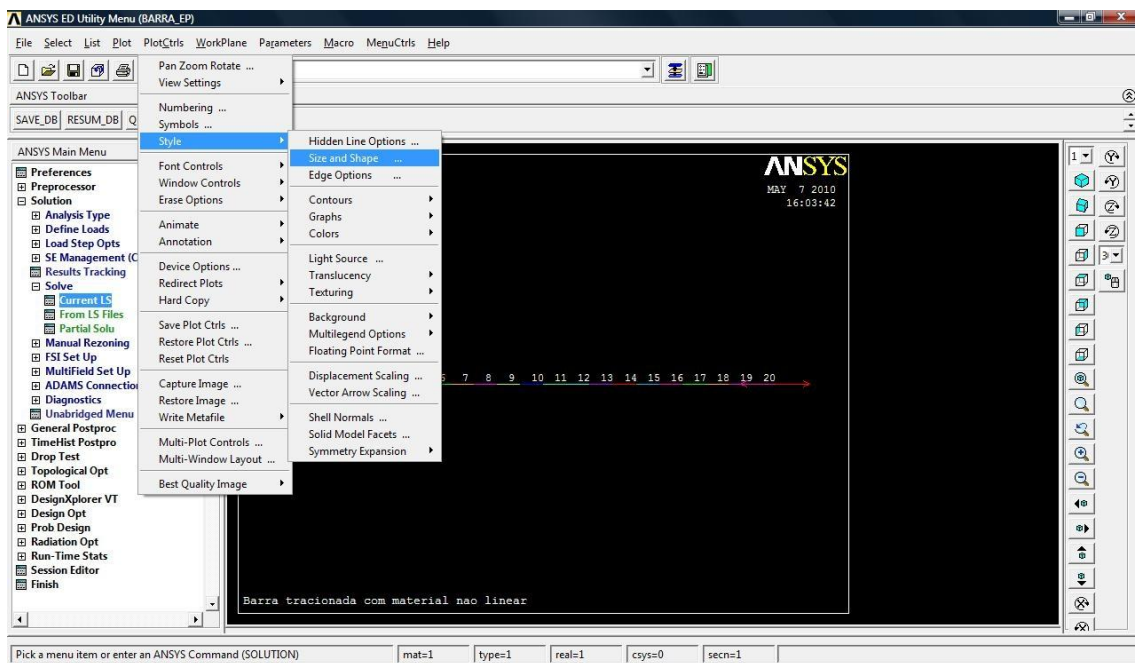 ANSYS ED Utility Menu (BARRA_EP)
File Select List Plot PlotCtrls WorkPlane Parameters Macro MenuCtrls Help
ANSYS Toolbar
SAVE_DB RESUM_DB Q
ANSYS Main Menu
Preferences
Preprocessor
Solution
Analysis Type
Define Loads
Load Step Opts
SE Management (C
Results Tracking
Solve
Current LS
From LS Files
Partial Solu
Manual Rezoning
FSI Set Up
MultiField Set Up
ADAMS Connection
Diagnostics
Unabridged Menu
General Postproc
TimeHist Postpro
Drop Test
Topological Opt
ROM Tool
DesignXplorer VT
Design Opt
Prob Design
Radiation Opt
Run-Time Stats
Session Editor
Finish
Pan Zoom Rotate ...
View Settings
Numbering ...
Symbols ...
Style
Font Controls
Window Controls
Erase Options
Animate
Annotation
Device Options ...
Redirect Plots
Hard Copy
Save Plot Ctrls ...
Restore Plot Ctrls ...
Reset Plot Ctrls
Capture Image ...
Restore Image ...
Write Metafile
Multi-Plot Controls ...
Multi-Window Layout ...
Best Quality Image
Hidden Line Options ...
Size and Shape ...
Edge Options ...
Contours
Graphs
Colors
Light Source ...
Translucency
Texturing
Background
Multilegend Options
Floating Point Format ...
Displacement Scaling ...
Vector Arrow Scaling ...
Shell Normals ...
Solid Model Facets ...
Symmetry Expansion
ANSYS
MAY 7 2010
16:03:42
7 8 9 10 11 12 13 14 15 16 17 18 19 20
Barra tracionada com material nao linear
1
Pick a menu item or enter an ANSYS Command (SOLUTION) mat=1 type=1 real=1 csys=0 secn=1